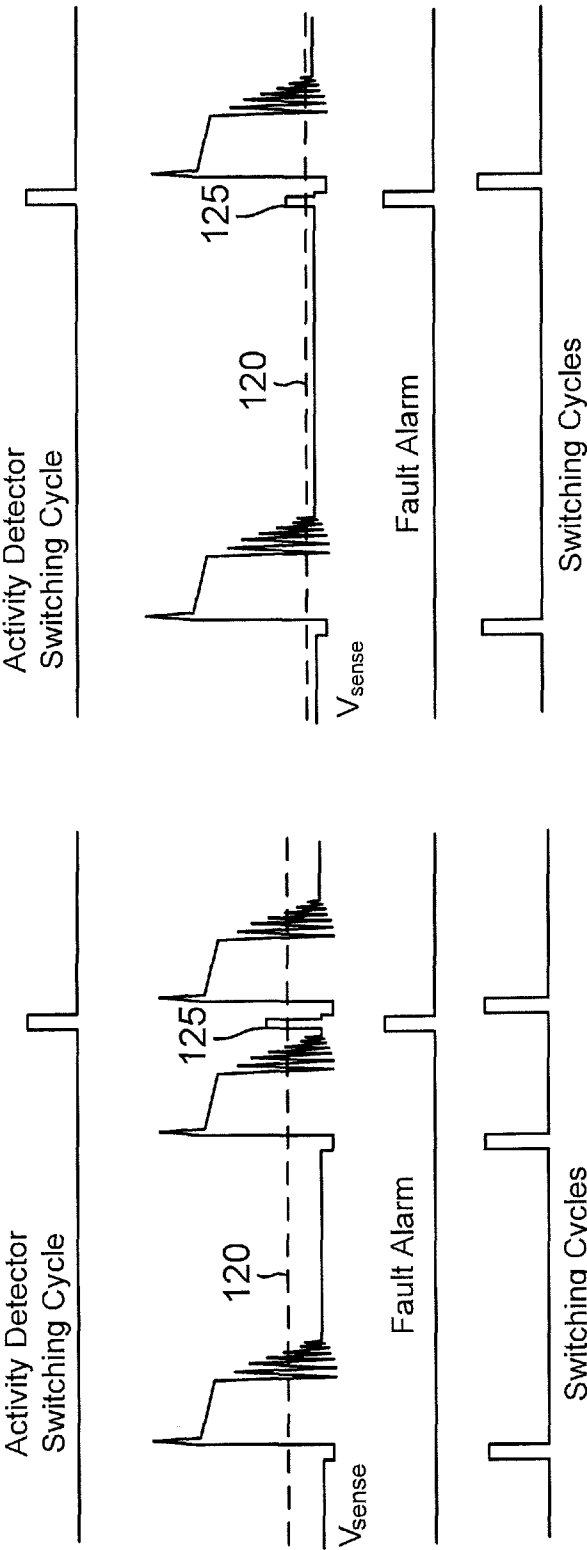 Activity Detector
Switching Cycle
120
125
Vsense
Fault Alarm
Switching Cycles
Activity Detector
Switching Cycle
120
125
Vsense
Fault Alarm
Switching Cycles